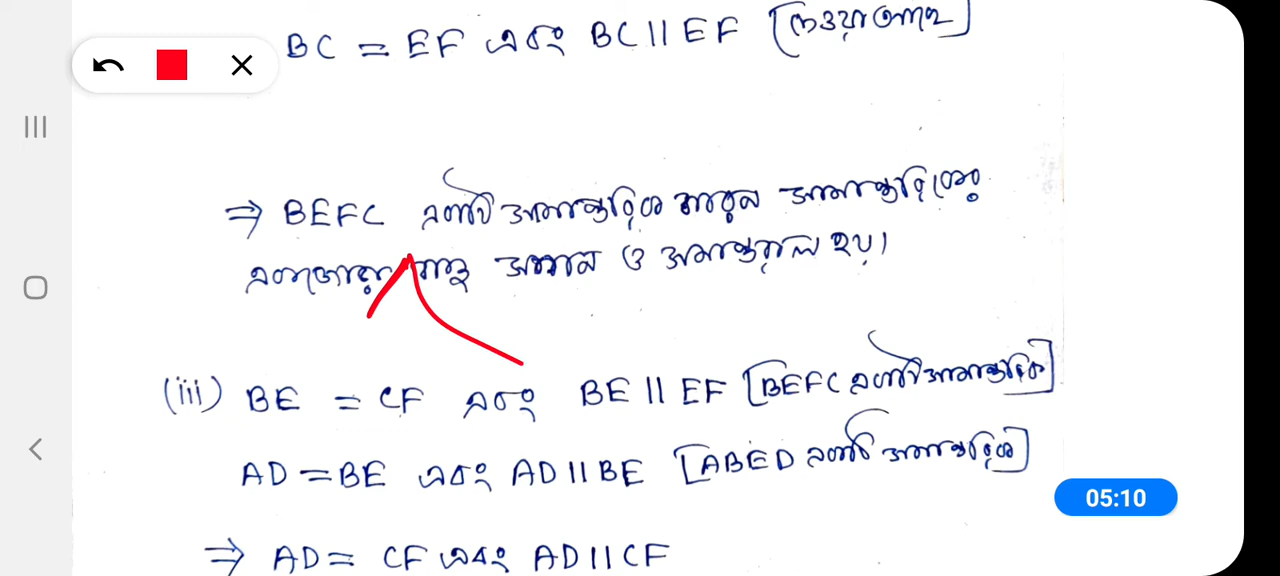 BC = EF এবং BC || EF [দেওয়া আছে]
⇒ BEFC একটি সামান্তরিক কারণ সামান্তরিকের
একজোড়া বাহু সমান ও সমান্তরাল হয়।
(iii) BE = CF এবং BE || EF [BEFC একটি সামান্তরিক]
AD = BE এবং AD || BE [ABED একটি সামান্তরিক]
⇒ AD = CF এবং AD || CF
05:10